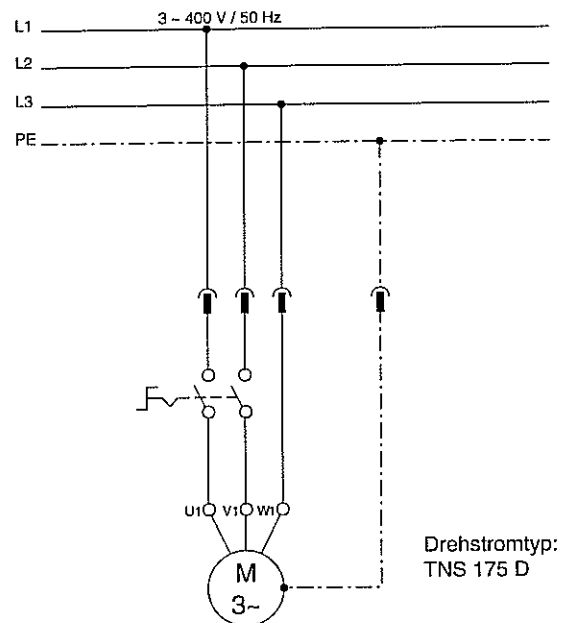 3 ~ 400 V / 50 Hz
L1
L2
L3
PE
U1 V1 W1
M
3~
Drehstromtyp:
TNS 175 D